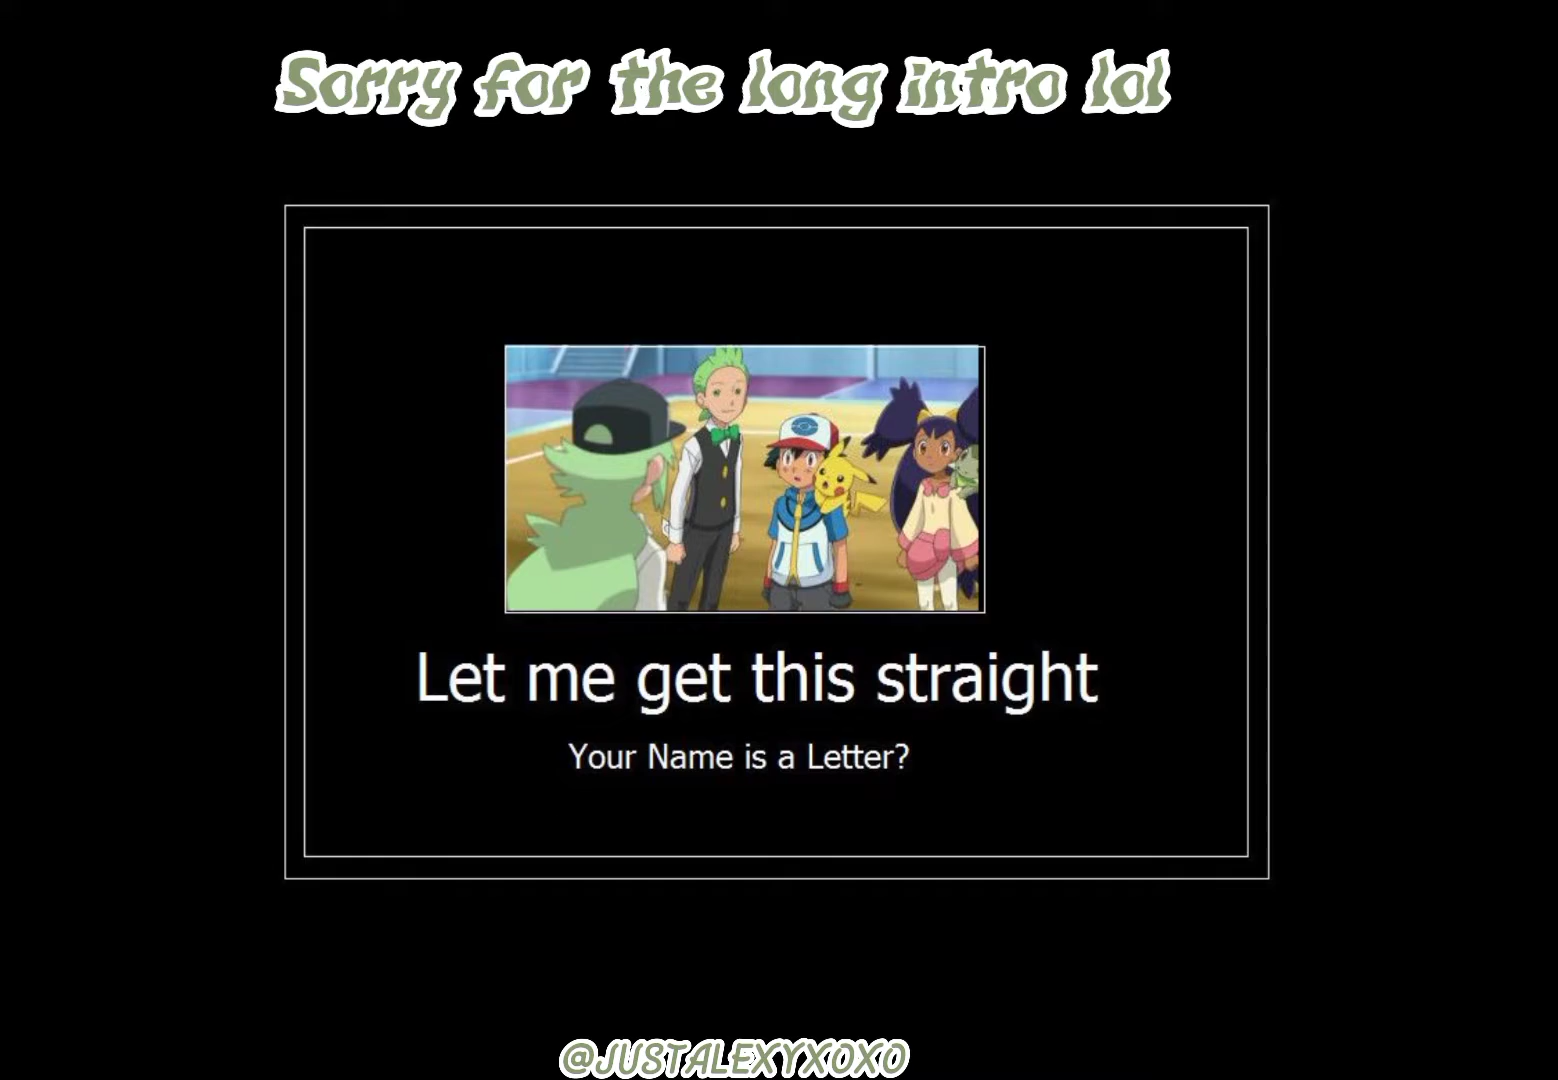 Sorry for the long intro lol
Let me get this straight
Your Name is a Letter?
@JUSTALEXYXOXO